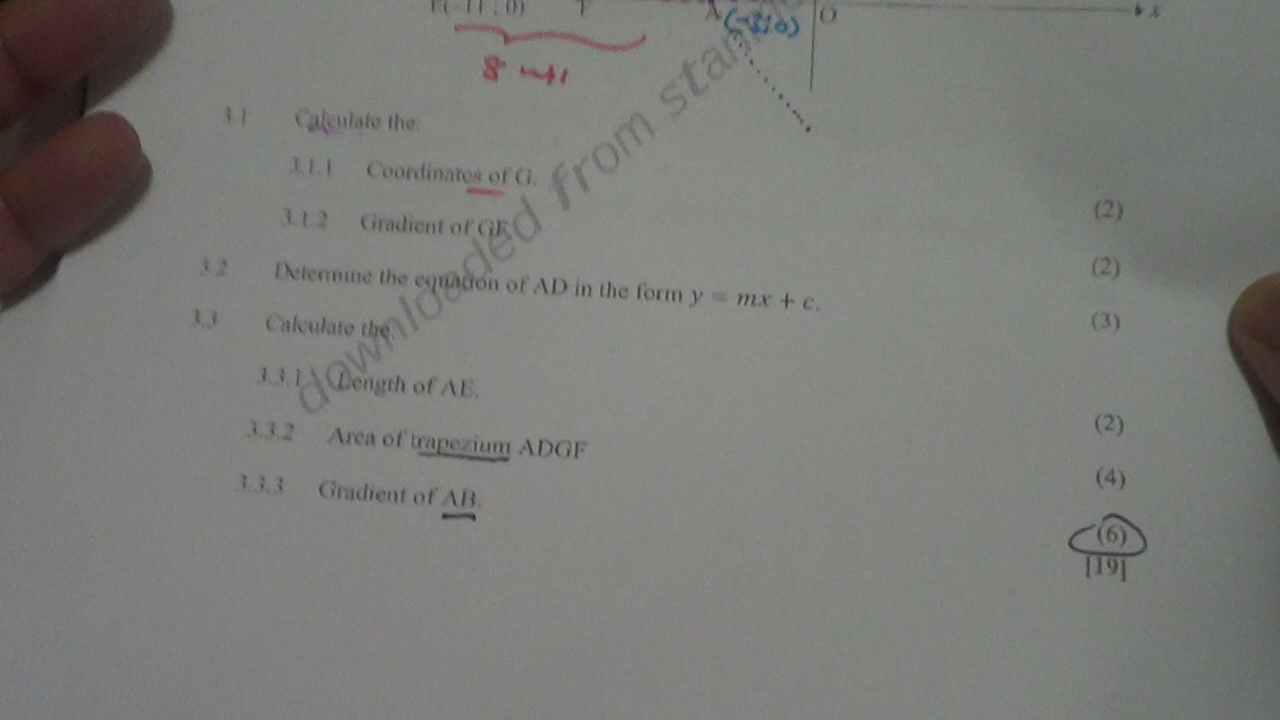 (-11 ; 0) A (-3;0) O x
8
3.1 Calculate the:
3.1.1 Coordinates of G.
(2)
3.1.2 Gradient of GF.
(2)
3.2 Determine the equation of AD in the form y = mx + c.
(3)
3.3 Calculate the
3.3.1 Length of AE.
(2)
3.3.2 Area of trapezium ADGF
(4)
3.3.3 Gradient of AB.
(6)
[19]
downloaded from stan